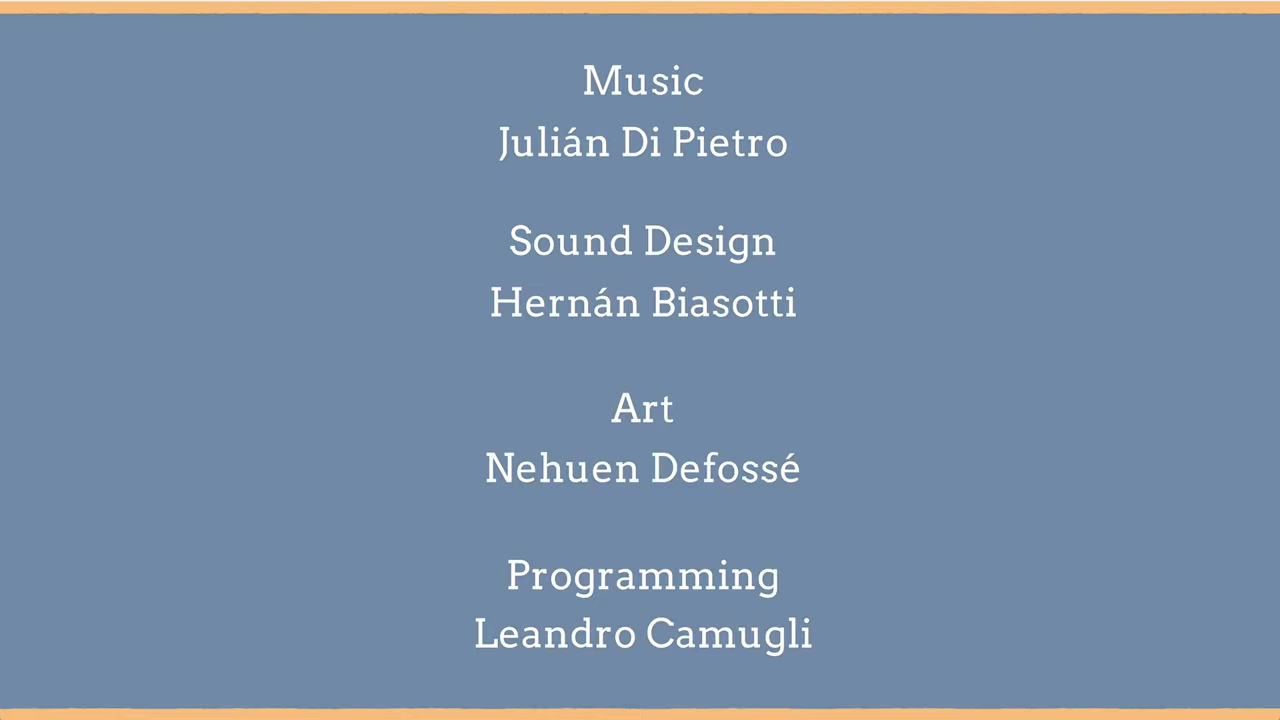 Music
Julián Di Pietro
Sound Design
Hernán Biasotti
Art
Nehuen Defossé
Programming
Leandro Camugli